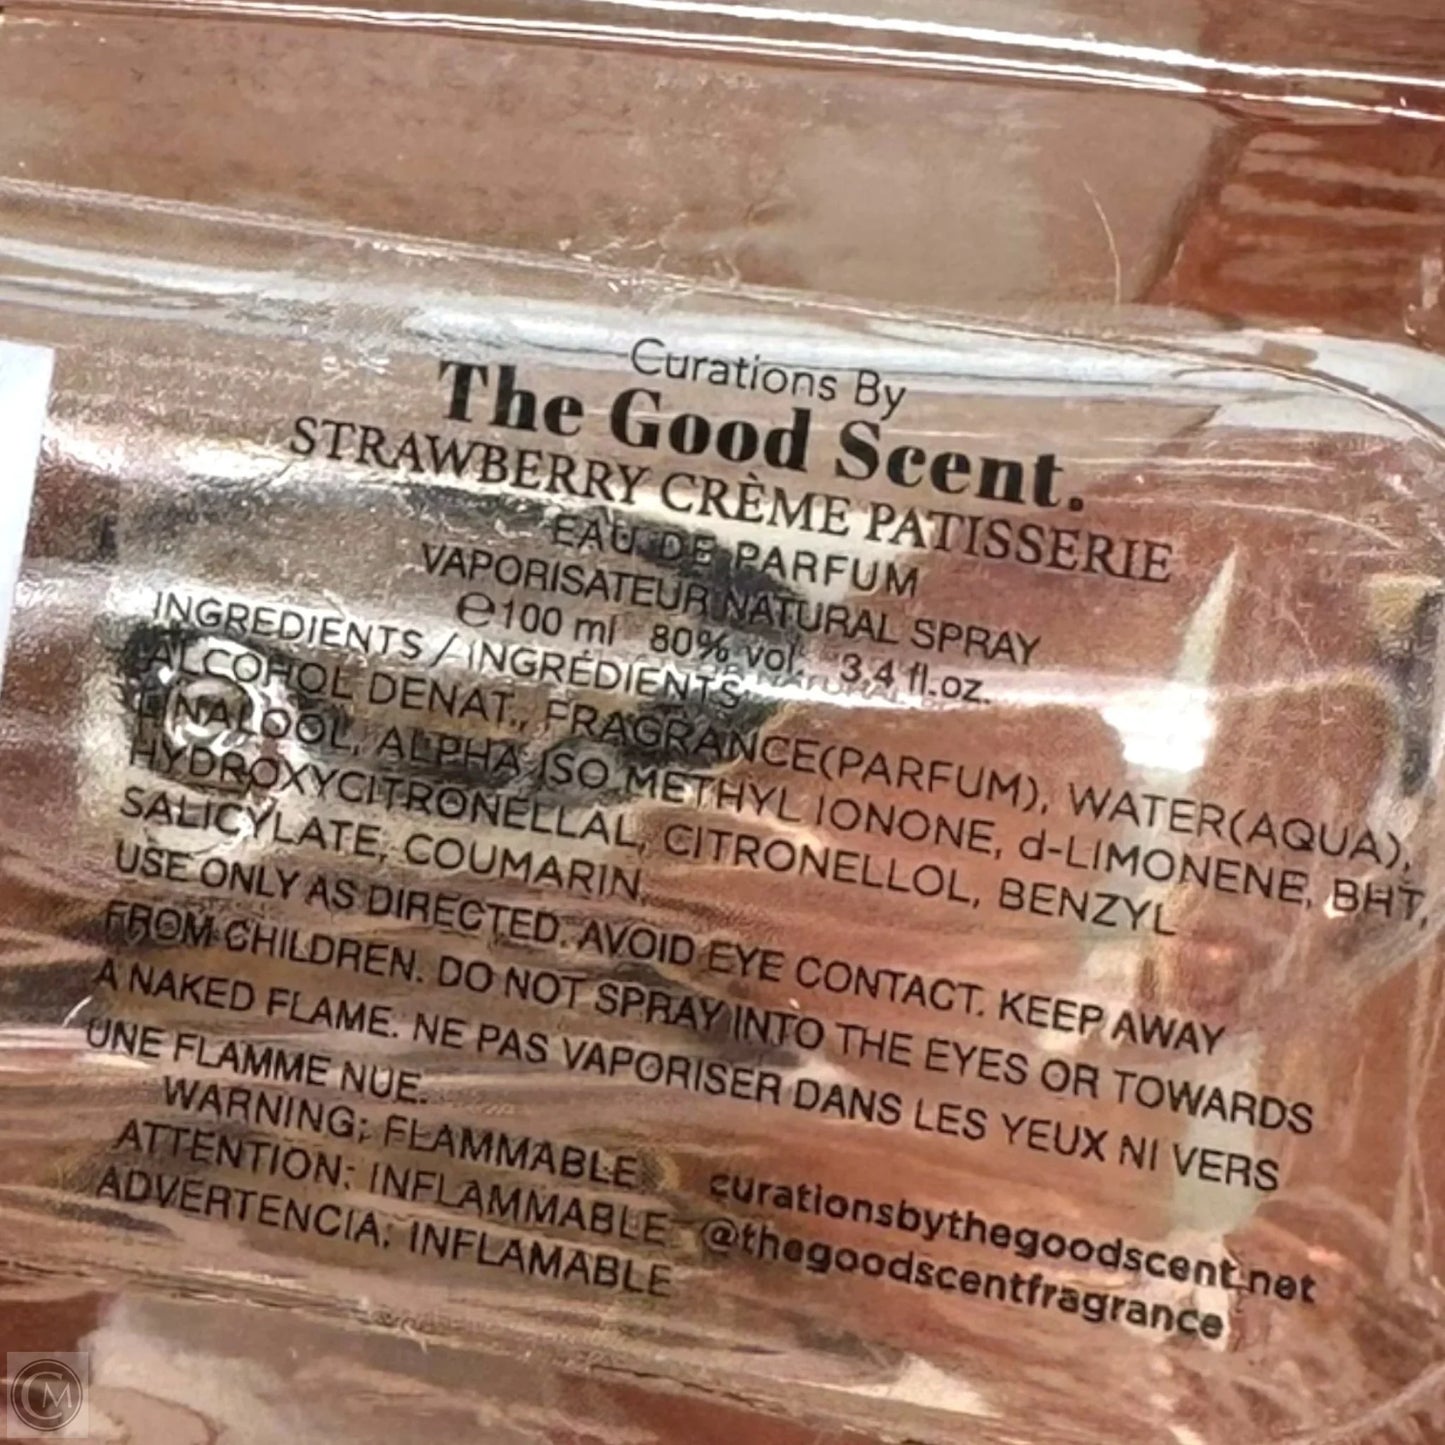 Curations By
The Good Scent.
STRAWBERRY CRÈME PATISSERIE
EAU DE PARFUM
VAPORISATEUR NATURAL SPRAY
℮100 ml 80% vol. 3.4 fl.oz.
INGREDIENTS / INGRÉDIENTS
ALCOHOL DENAT., FRAGRANCE(PARFUM), WATER(AQUA),
LINALOOL, ALPHA ISO METHYL IONONE, d-LIMONENE, BHT,
HYDROXYCITRONELLAL, CITRONELLOL, BENZYL
SALICYLATE, COUMARIN,
USE ONLY AS DIRECTED. AVOID EYE CONTACT. KEEP AWAY
FROM CHILDREN. DO NOT SPRAY INTO THE EYES OR TOWARDS
A NAKED FLAME. NE PAS VAPORISER DANS LES YEUX NI VERS
UNE FLAMME NUE.
WARNING: FLAMMABLE
ATTENTION: INFLAMMABLE
ADVERTENCIA: INFLAMABLE
curationsbythegoodscent.net
@thegoodscentfragrance
CM